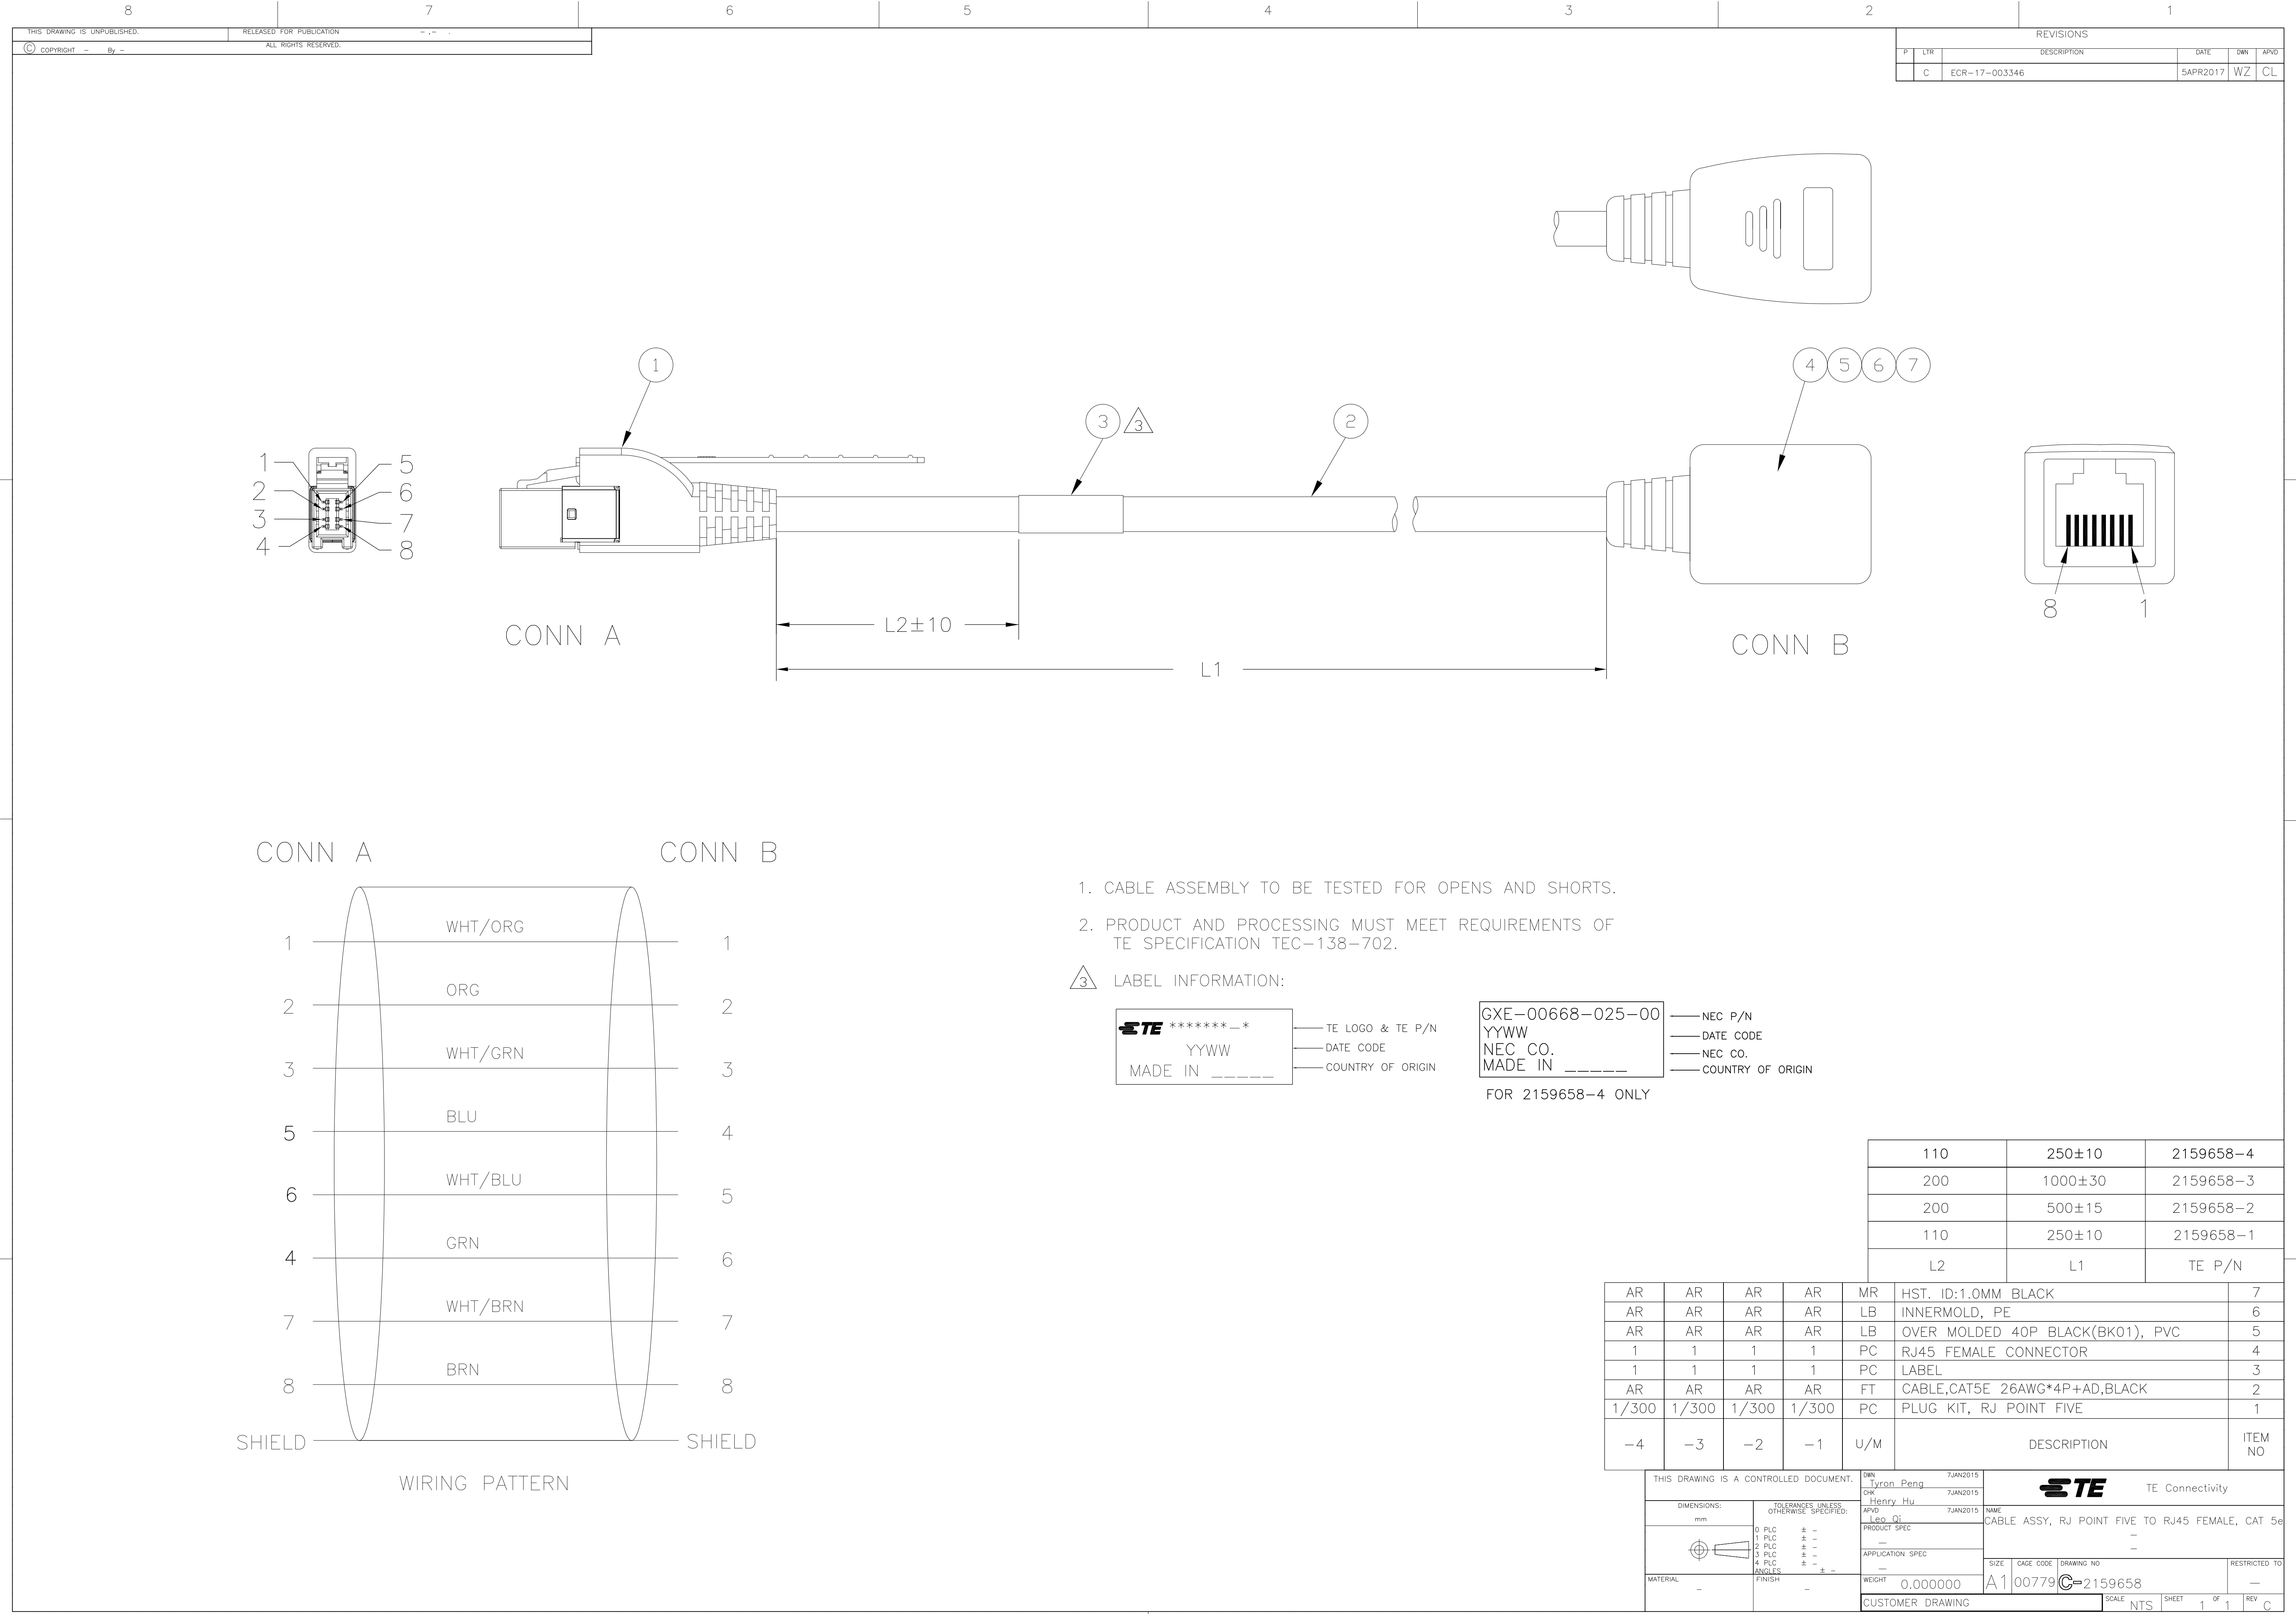 8 7 6 5 4 3 2 1
THIS DRAWING IS UNPUBLISHED. RELEASED FOR PUBLICATION – ,– .
© COPYRIGHT – By – ALL RIGHTS RESERVED.
REVISIONS
P LTR DESCRIPTION DATE DWN APVD
C ECR–17–003346 5APR2017 WZ CL
1
4 5 6 7
3 3
2
1 5
2 6
3 7
4 8
8 1
L2±10
CONN A
CONN B
L1
CONN A CONN B
WHT/ORG
1 1
ORG
2 2
WHT/GRN
3 3
BLU
5 4
WHT/BLU
6 5
GRN
4 6
WHT/BRN
7 7
BRN
8 8
SHIELD SHIELD
WIRING PATTERN
1. CABLE ASSEMBLY TO BE TESTED FOR OPENS AND SHORTS.
2. PRODUCT AND PROCESSING MUST MEET REQUIREMENTS OF
TE SPECIFICATION TEC–138–702.
3 LABEL INFORMATION:
TE *******–* TE LOGO & TE P/N
YYWW DATE CODE
MADE IN _____ COUNTRY OF ORIGIN
GXE–00668–025–00 NEC P/N
YYWW DATE CODE
NEC CO. NEC CO.
MADE IN _____ COUNTRY OF ORIGIN
FOR 2159658–4 ONLY
110 250±10 2159658–4
200 1000±30 2159658–3
200 500±15 2159658–2
110 250±10 2159658–1
L2 L1 TE P/N
AR AR AR AR MR HST. ID:1.0MM BLACK 7
AR AR AR AR LB INNERMOLD, PE 6
AR AR AR AR LB OVER MOLDED 40P BLACK(BK01), PVC 5
1 1 1 1 PC RJ45 FEMALE CONNECTOR 4
1 1 1 1 PC LABEL 3
AR AR AR AR FT CABLE,CAT5E 26AWG*4P+AD,BLACK 2
1/300 1/300 1/300 1/300 PC PLUG KIT, RJ POINT FIVE 1
–4 –3 –2 –1 U/M DESCRIPTION ITEM NO
THIS DRAWING IS A CONTROLLED DOCUMENT.
DIMENSIONS:
mm
TOLERANCES UNLESS
OTHERWISE SPECIFIED:
0 PLC ± –
1 PLC ± –
2 PLC ± –
3 PLC ± –
4 PLC ± –
ANGLES ± –
MATERIAL –
FINISH –
DWN 7JAN2015
Tyron Peng
CHK 7JAN2015
Henry Hu
APVD 7JAN2015
Leo Qi
PRODUCT SPEC
–
APPLICATION SPEC
–
WEIGHT 0.000000
CUSTOMER DRAWING
TE TE Connectivity
NAME
CABLE ASSY, RJ POINT FIVE TO RJ45 FEMALE, CAT 5e
–
–
SIZE CAGE CODE DRAWING NO RESTRICTED TO
A1 00779 C–2159658 –
SCALE NTS SHEET 1 OF 1 REV C